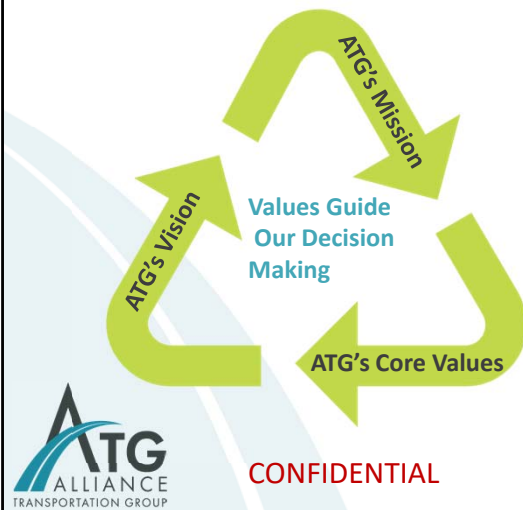 ATG's Mission
ATG's Vision
Values Guide
Our Decision
Making
ATG's Core Values
ATG
ALLIANCE
TRANSPORTATION GROUP
CONFIDENTIAL